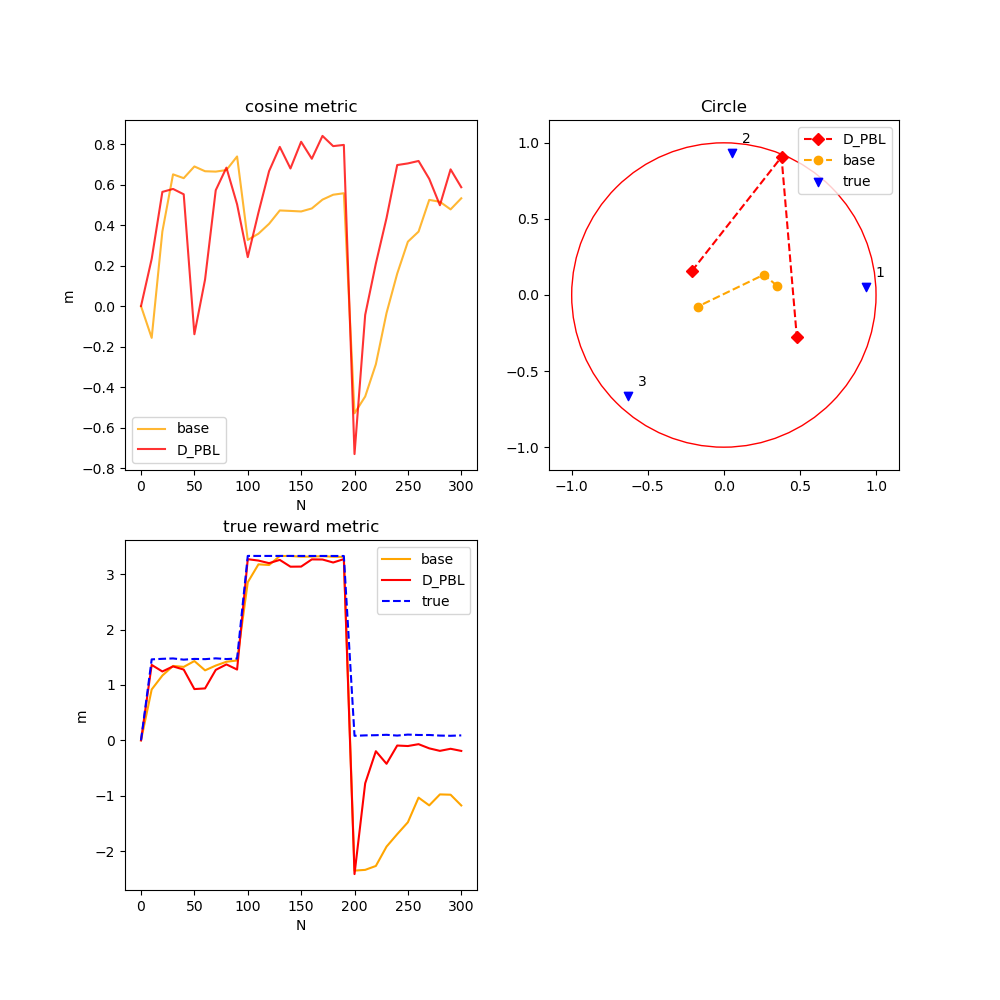 cosine metric
m
0.8
0.6
0.4
0.2
0.0
−0.2
−0.4
−0.6
−0.8
base
D_PBL
0 50 100 150 200 250 300
N
Circle
1.0
0.5
0.0
−0.5
−1.0
2
1
3
D_PBL
base
true
−1.0 −0.5 0.0 0.5 1.0
true reward metric
m
3
2
1
0
−1
−2
base
D_PBL
true
0 50 100 150 200 250 300
N